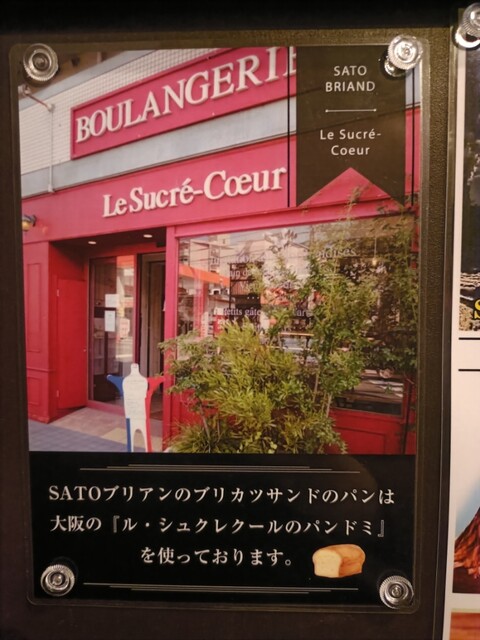 BOULANGERIE
SATO
BRIAND
Le Sucré-
Coeur
Le Sucré-Cœur
SATOブリアンのブリカツサンドのパンは
大阪の『ル・シュクレクールのパンドミ』
を使っております。